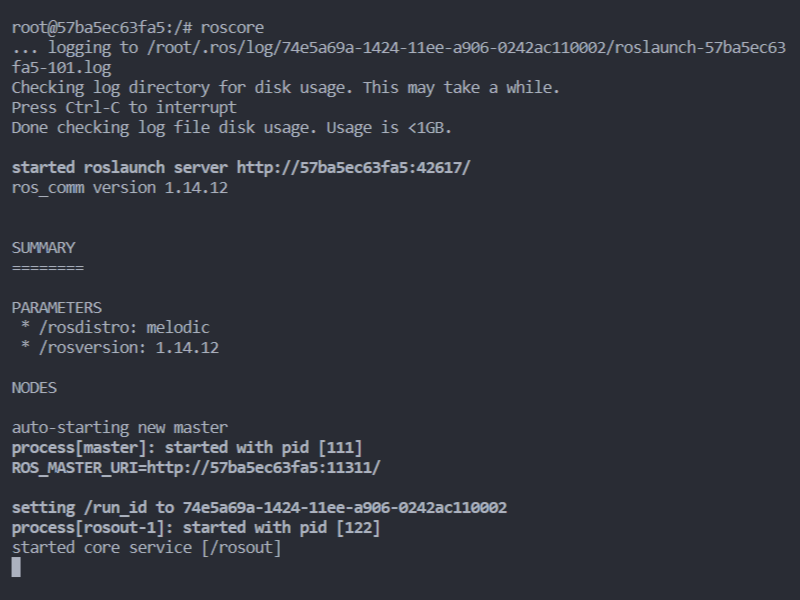 root@57ba5ec63fa5:/# roscore
... logging to /root/.ros/log/74e5a69a-1424-11ee-a906-0242ac110002/roslaunch-57ba5ec63
fa5-101.log
Checking log directory for disk usage. This may take a while.
Press Ctrl-C to interrupt
Done checking log file disk usage. Usage is <1GB.

started roslaunch server http://57ba5ec63fa5:42617/
ros_comm version 1.14.12


SUMMARY
========

PARAMETERS
 * /rosdistro: melodic
 * /rosversion: 1.14.12

NODES

auto-starting new master
process[master]: started with pid [111]
ROS_MASTER_URI=http://57ba5ec63fa5:11311/

setting /run_id to 74e5a69a-1424-11ee-a906-0242ac110002
process[rosout-1]: started with pid [122]
started core service [/rosout]